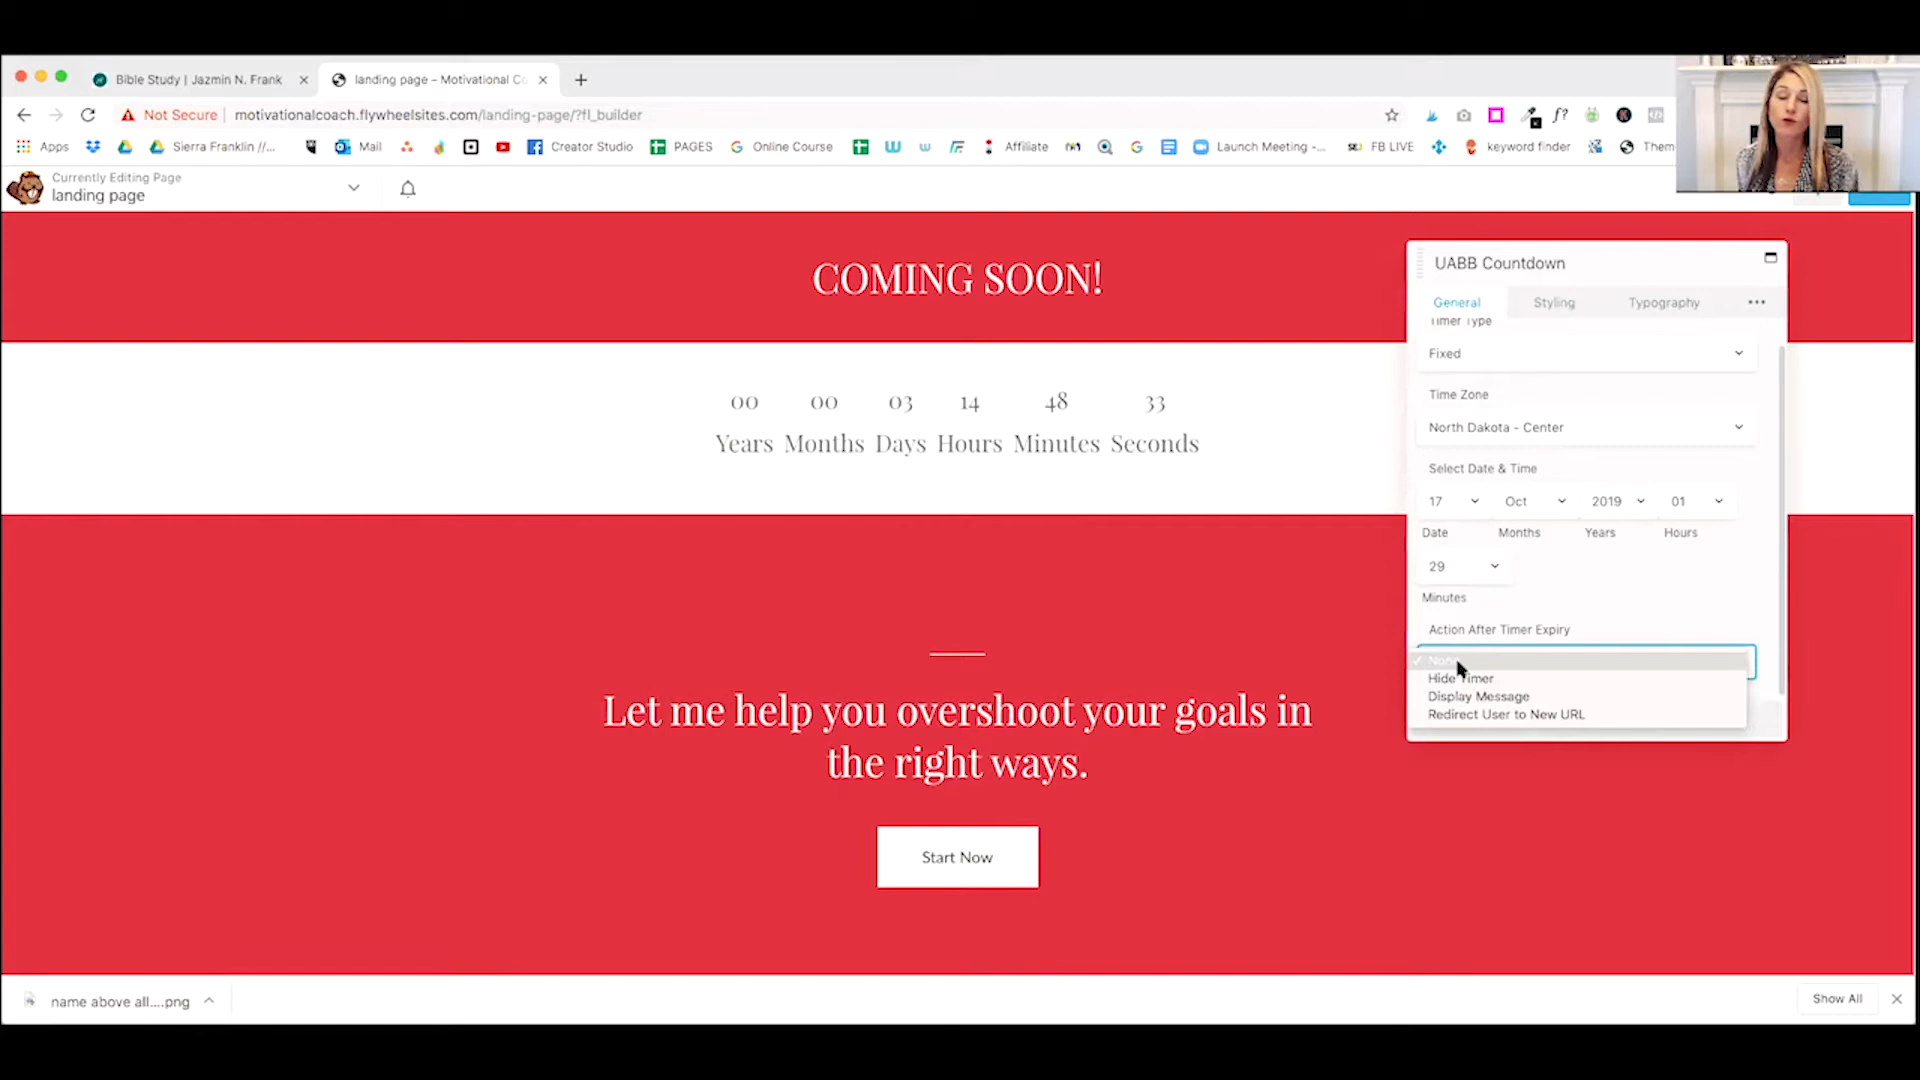 Bible Study | Jazmin N. Frank
landing page – Motivational Co
Not Secure
motivationalcoach.flywheelsites.com/landing-page/?fl_builder
f?
Apps
Sierra Franklin //...
Mail
Creator Studio
PAGES
Online Course
Affiliate
Launch Meeting -...
FB LIVE
keyword finder
Them
Currently Editing Page
landing page
COMING SOON!
00 00 03 14 48 33
Years Months Days Hours Minutes Seconds
Let me help you overshoot your goals in
the right ways.
Start Now
UABB Countdown
General Styling Typography
Timer Type
Fixed
Time Zone
North Dakota - Center
Select Date & Time
17 Oct 2019 01
Date Months Years Hours
29
Minutes
Action After Timer Expiry
None
Hide Timer
Display Message
Redirect User to New URL
name above all....png
Show All